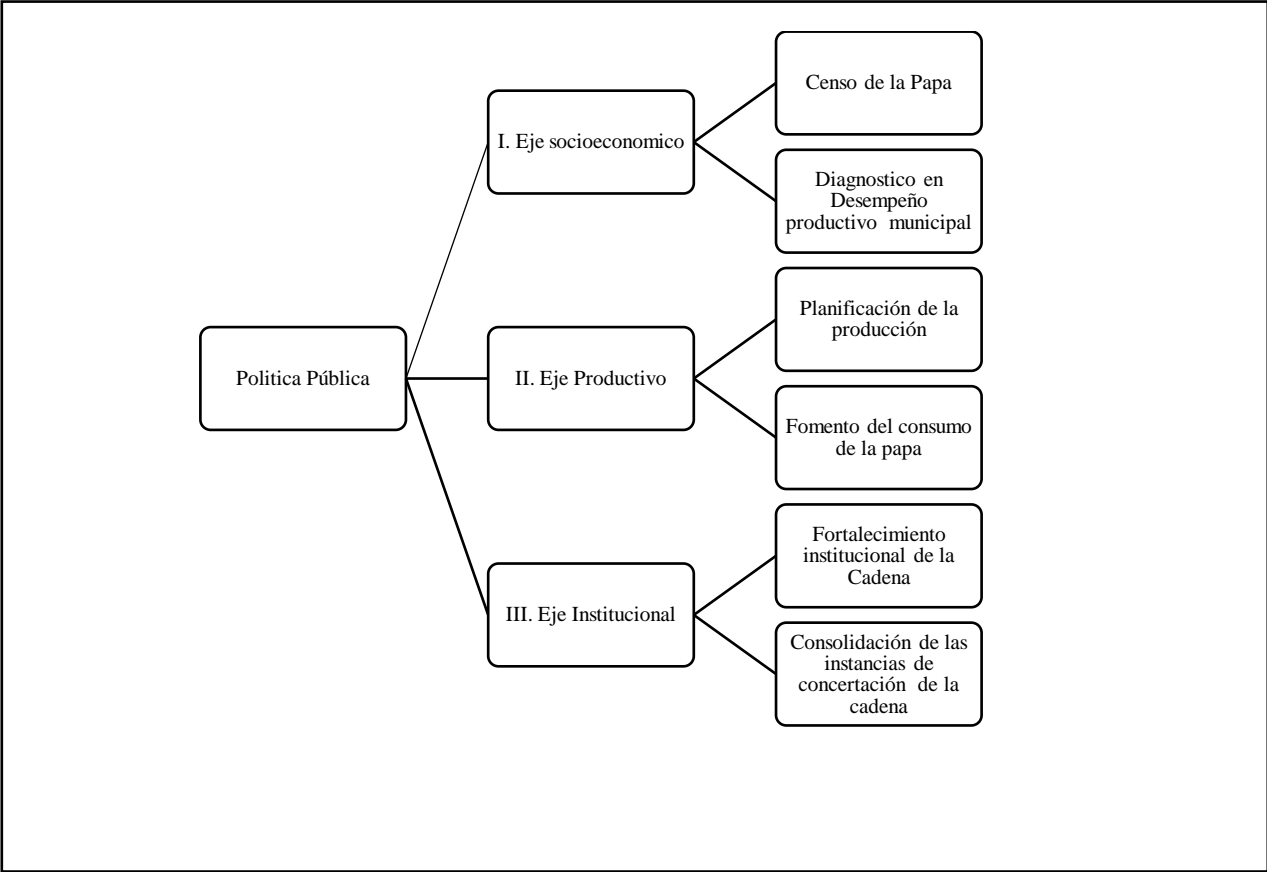 Politica Pública
I. Eje socioeconomico
Censo de la Papa
Diagnostico en
Desempeño
productivo municipal
II. Eje Productivo
Planificación de la
producción
Fomento del consumo
de la papa
III. Eje Institucional
Fortalecimiento
institucional de la
Cadena
Consolidación de las
instancias de
concertación de la
cadena